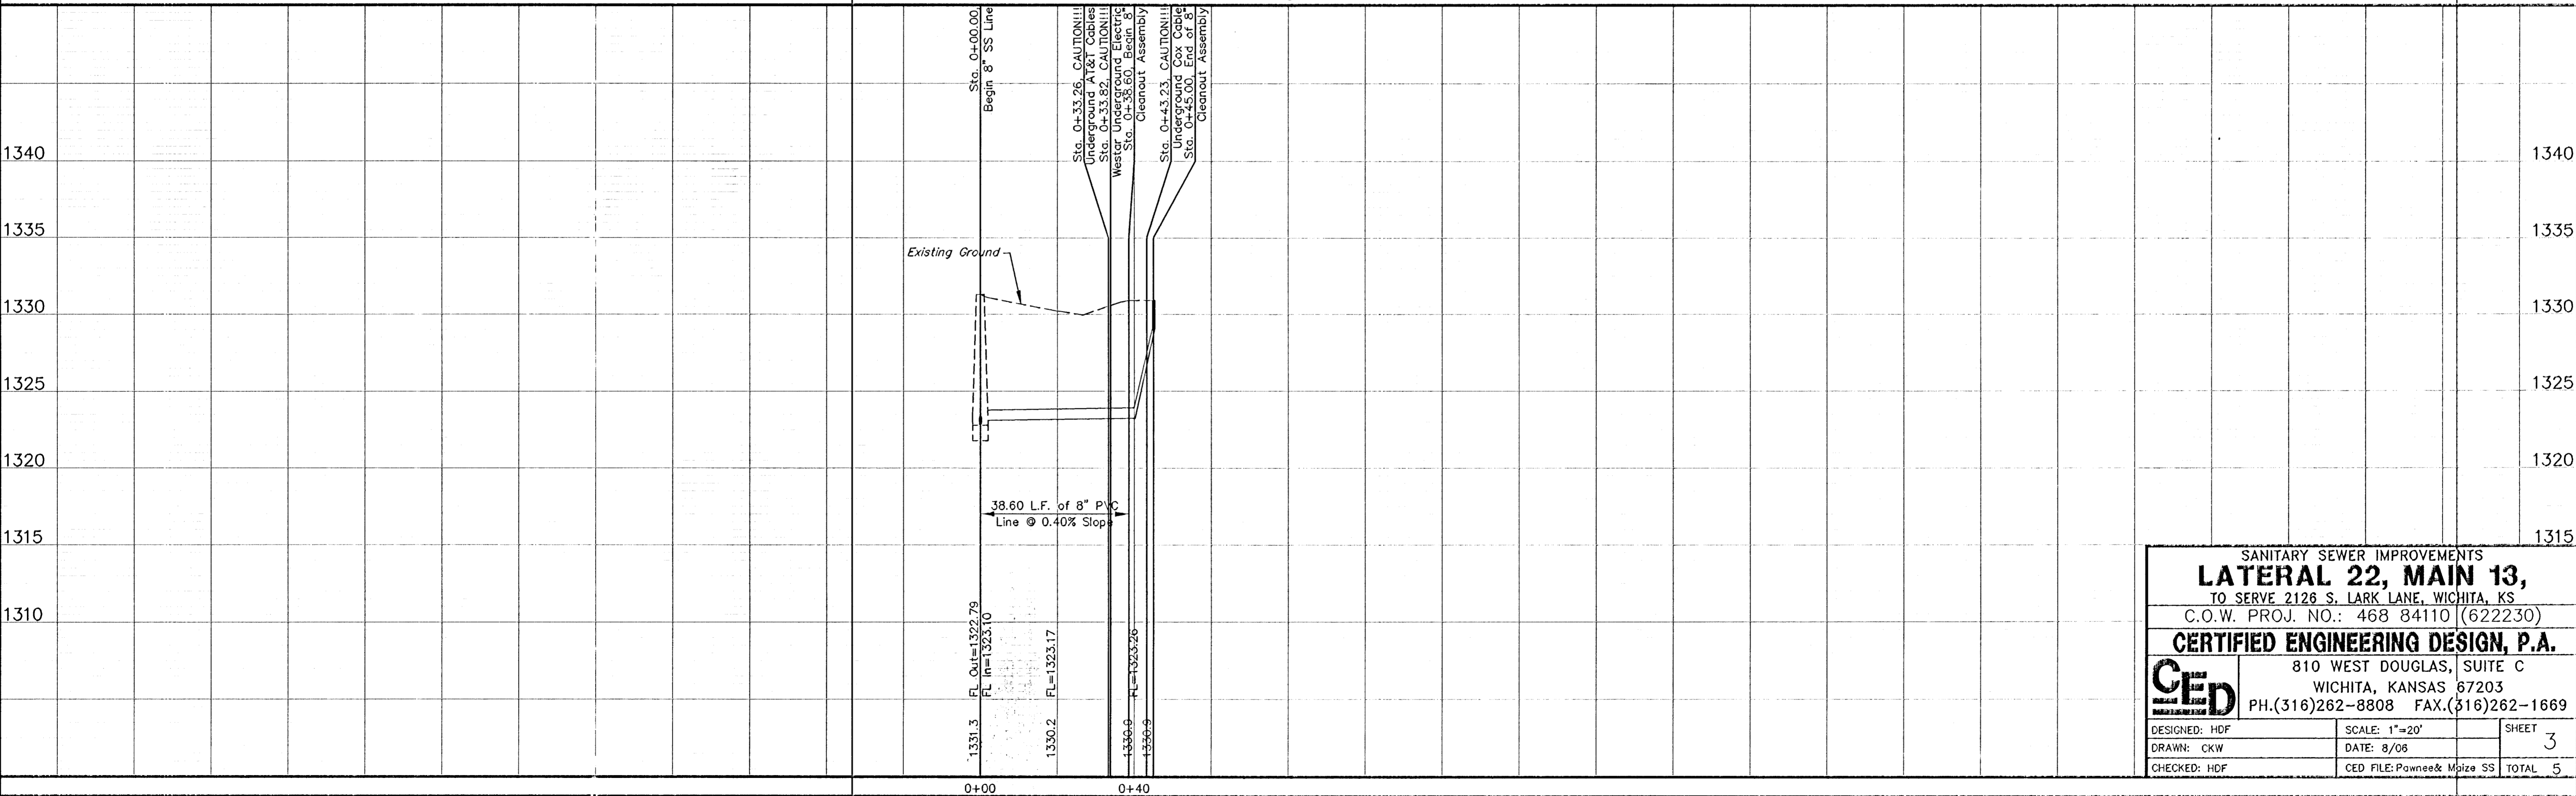 Sta. 0+00.00,
Begin 8" SS Line
Sta. 0+33.26, CAUTION!!!
Underground AT&T Cables
Sta. 0+33.82, CAUTION!!!
Westar Underground Electric
Sta. 0+38.60, Begin 8"
Cleanout Assembly
Sta. 0+43.23, CAUTION!!!
Underground Cox Cable
Sta. 0+45.00, End of 8"
Cleanout Assembly
1340
1340
1335
1335
Existing Ground
1330
1330
1325
1325
1320
1320
38.60 L.F. of 8" PVC
Line @ 0.40% Slope
1315
1315
1310
FL Out=1322.79
FL In=1323.10
FL=1323.17
FL=1323.26
1331.3
1330.2
1330.9
1330.9
0+00
0+40
SANITARY SEWER IMPROVEMENTS
LATERAL 22, MAIN 13,
TO SERVE 2126 S. LARK LANE, WICHITA, KS
C.O.W. PROJ. NO.: 468 84110 (622230)
CERTIFIED ENGINEERING DESIGN, P.A.
CED
810 WEST DOUGLAS, SUITE C
WICHITA, KANSAS 67203
PH.(316)262-8808 FAX.(316)262-1669
DESIGNED: HDF
SCALE: 1"=20'
SHEET 3
DRAWN: CKW
DATE: 8/06
CHECKED: HDF
CED FILE: Pawnee& Maize SS
TOTAL 5